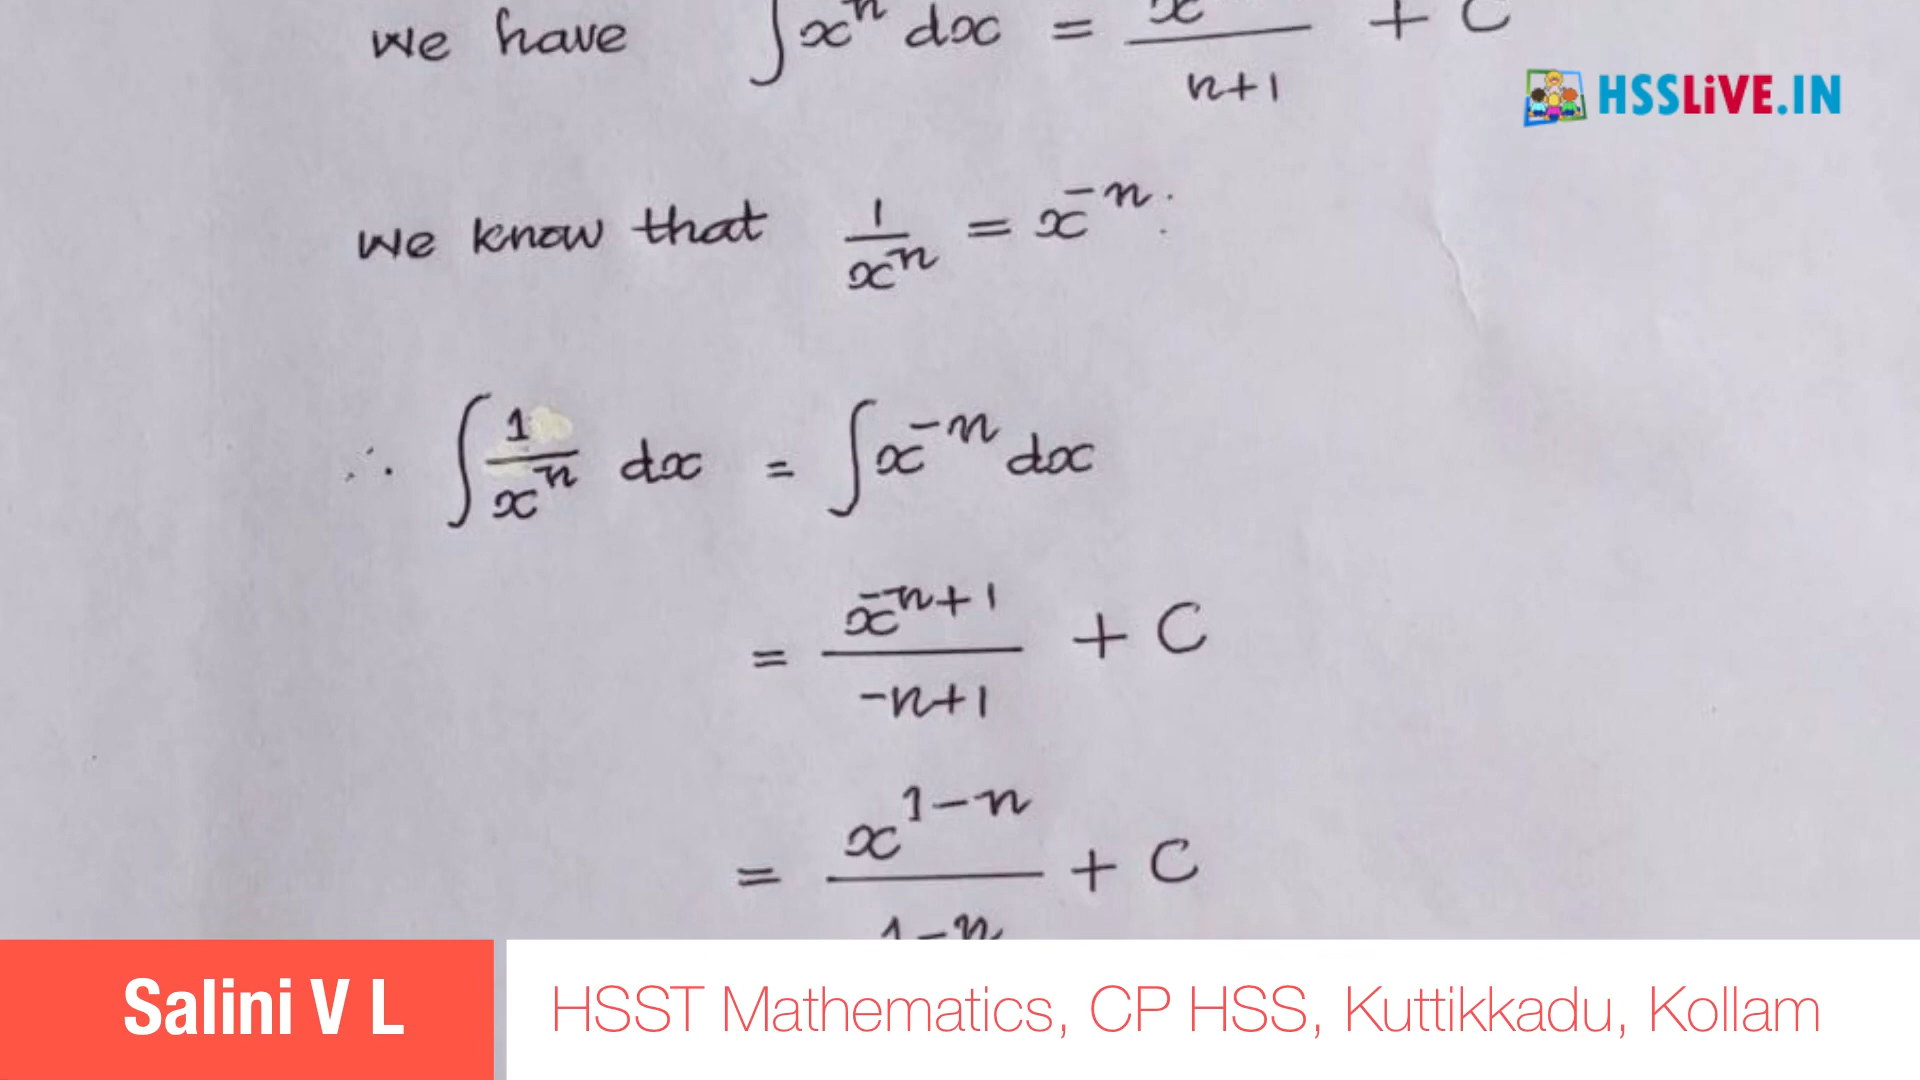 we have ∫xⁿ dx = x / n+1 + C
HSSLiVE.IN
we know that 1/xⁿ = x⁻ⁿ.
∴ ∫ 1/xⁿ dx = ∫x⁻ⁿ dx
= x⁻ⁿ⁺¹ / -n+1 + C
= x¹⁻ⁿ / 1-n + C
Salini V L
HSST Mathematics, CP HSS, Kuttikkadu, Kollam